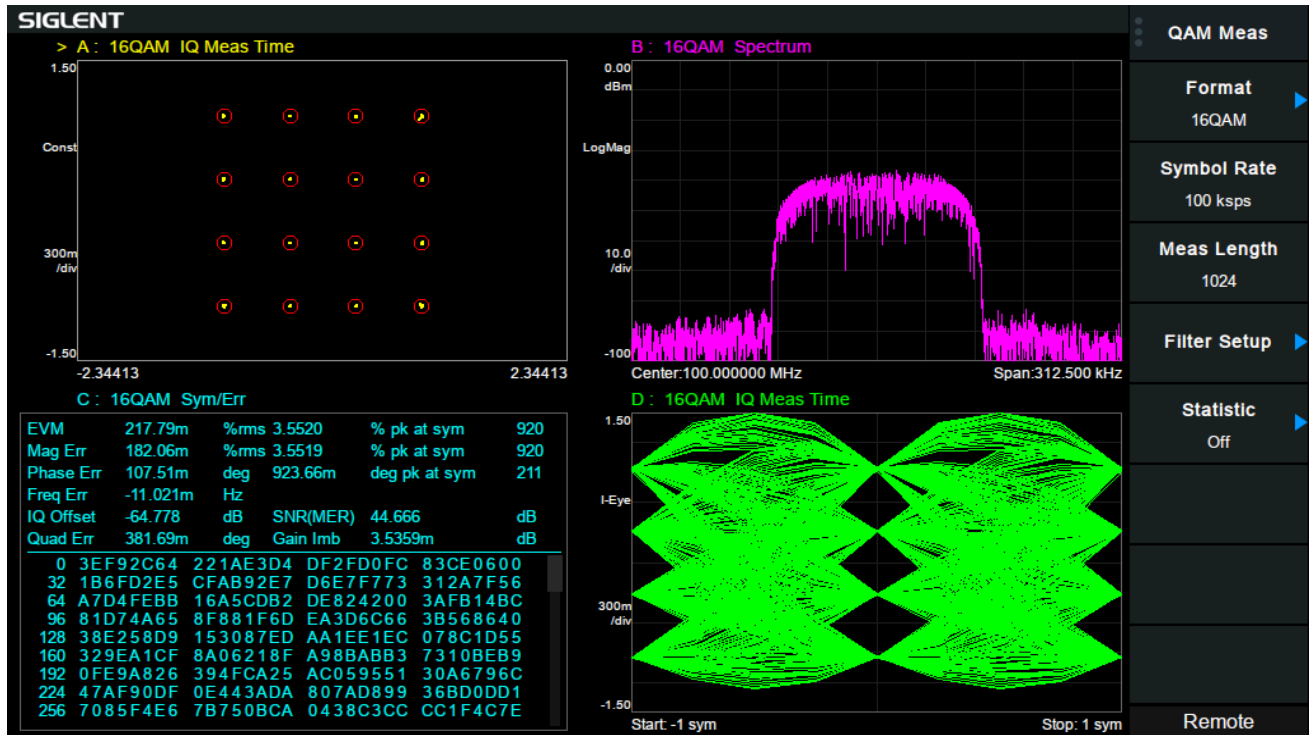 SIGLENT
> A : 16QAM IQ Meas Time
1.50
Const
300m
/div
-1.50
-2.34413
2.34413
B : 16QAM Spectrum
0.00
dBm
LogMag
10.0
/div
-100
Center:100.000000 MHz
Span:312.500 kHz
C : 16QAM Sym/Err
EVM 217.79m %rms 3.5520 % pk at sym 920
Mag Err 182.06m %rms 3.5519 % pk at sym 920
Phase Err 107.51m deg 923.66m deg pk at sym 211
Freq Err -11.021m Hz
IQ Offset -64.778 dB SNR(MER) 44.666 dB
Quad Err 381.69m deg Gain Imb 3.5359m dB
0 3EF92C64 221AE3D4 DF2FD0FC 83CE0600
32 1B6FD2E5 CFAB92E7 D6E7F773 312A7F56
64 A7D4FEBB 16A5CDB2 DE824200 3AFB14BC
96 81D74A65 8F881F6D EA3D6C66 3B568640
128 38E258D9 153087ED AA1EE1EC 078C1D55
160 329EA1CF 8A06218F A98BABB3 7310BEB9
192 0FE9A826 394FCA25 AC059551 30A6796C
224 47AF90DF 0E443ADA 807AD899 36BD0DD1
256 7085F4E6 7B750BCA 0438C3CC CC1F4C7E
D : 16QAM IQ Meas Time
1.50
I-Eye
300m
/div
-1.50
Start: -1 sym
Stop: 1 sym
QAM Meas
Format
16QAM
Symbol Rate
100 ksps
Meas Length
1024
Filter Setup
Statistic
Off
Remote